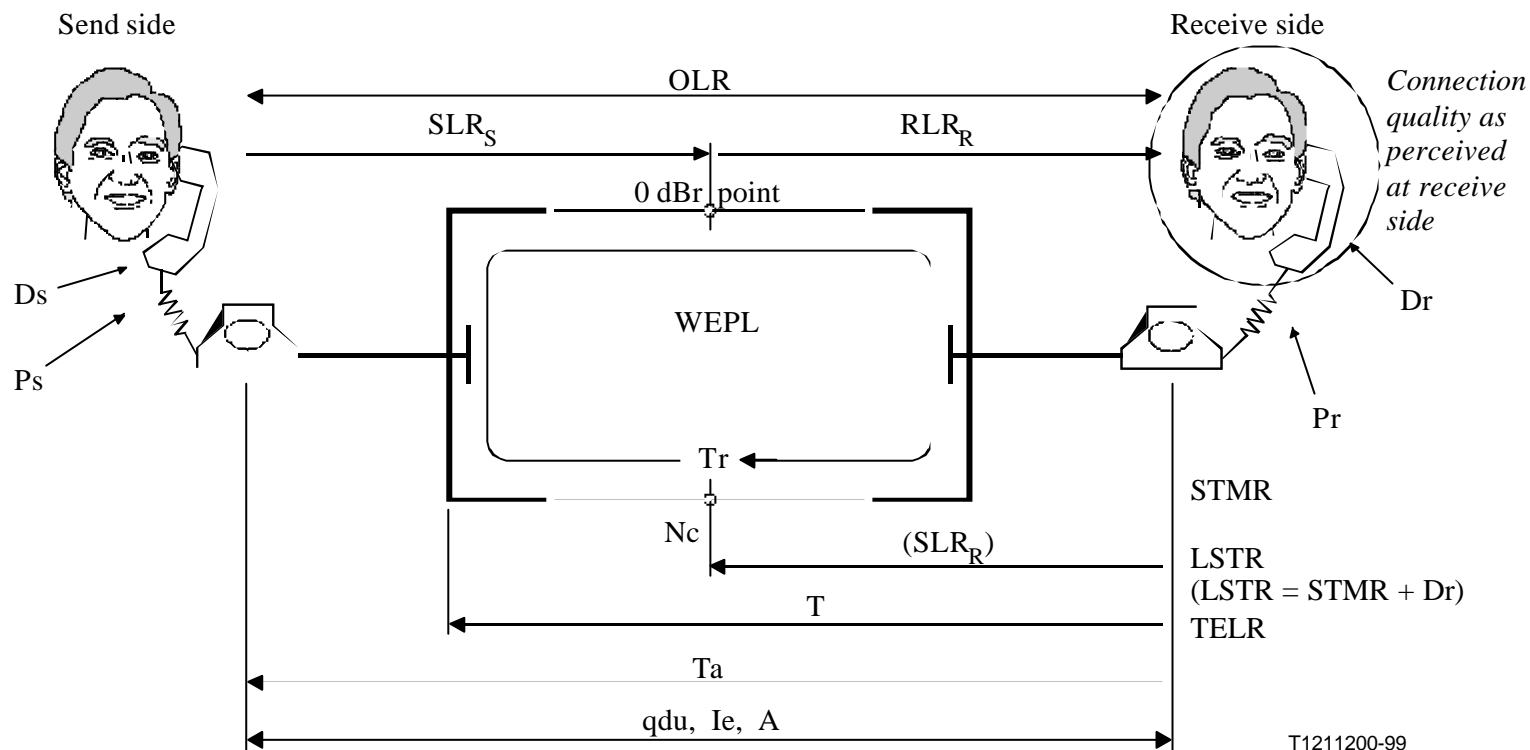 Send side
Receive side
OLR
Connection
quality as
perceived
at receive
side
SLRS
RLRR
0 dBr point
Ds
Ps
WEPL
Dr
Pr
Tr
STMR
Nc
(SLRR)
LSTR
(LSTR = STMR + Dr)
T
TELR
Ta
qdu, Ie, A
T1211200-99